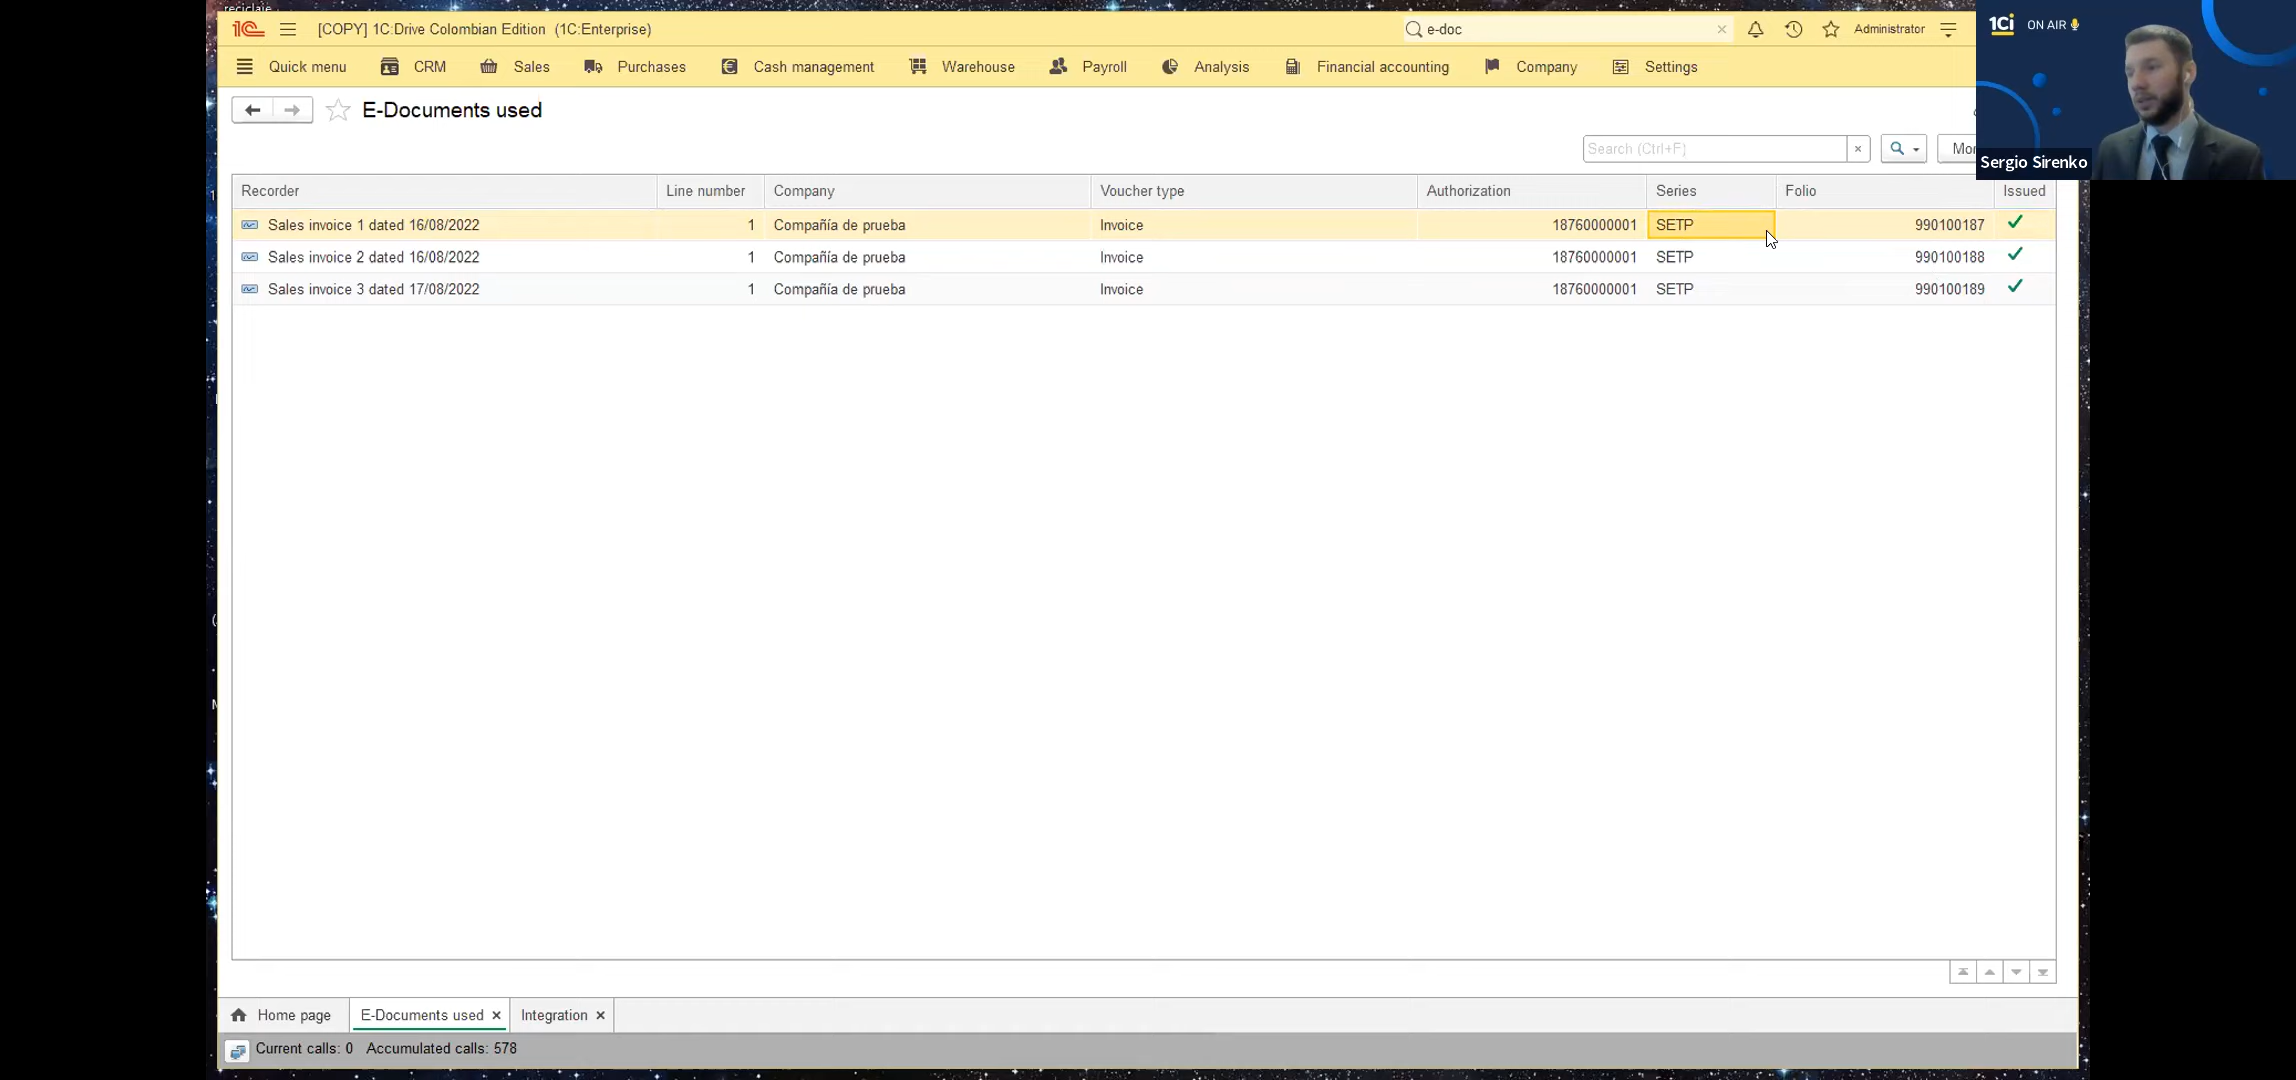 reciclaje
1C [COPY] 1C:Drive Colombian Edition (1C:Enterprise) e-doc Administrator
1Ci ON AIR
Quick menu CRM Sales Purchases Cash management Warehouse Payroll Analysis Financial accounting Company Settings
E-Documents used
Search (Ctrl+F) × Mor
Sergio Sirenko
Recorder Line number Company Voucher type Authorization Series Folio Issued
Sales invoice 1 dated 16/08/2022 1 Compañía de prueba Invoice 18760000001 SETP 990100187
Sales invoice 2 dated 16/08/2022 1 Compañía de prueba Invoice 18760000001 SETP 990100188
Sales invoice 3 dated 17/08/2022 1 Compañía de prueba Invoice 18760000001 SETP 990100189
Home page E-Documents used × Integration ×
Current calls: 0 Accumulated calls: 578